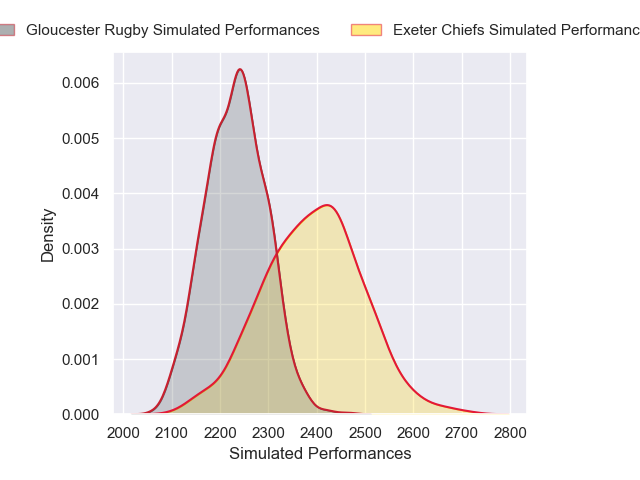 Gloucester Rugby Simulated Performances
Exeter Chiefs Simulated Performanc
0.006
0.005
0.004
0.003
0.002
0.001
0.000
Density
2000 2100 2200 2300 2400 2500 2600 2700 2800
Simulated Performances